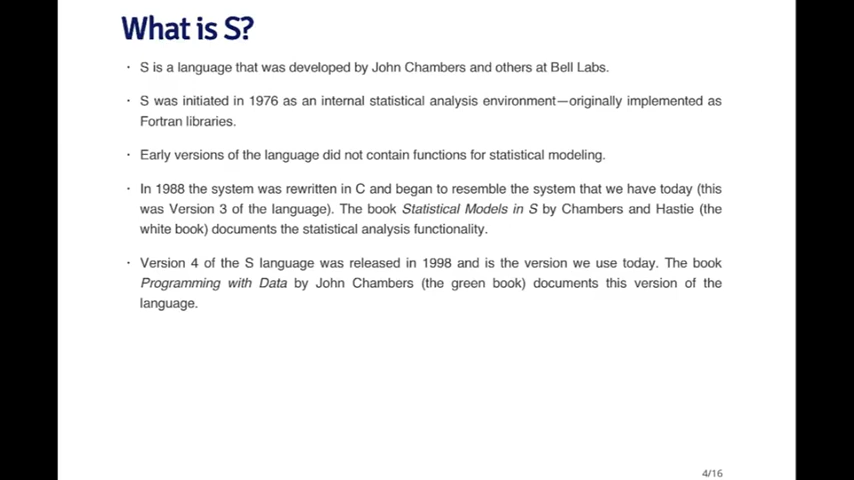 What is S?
· S is a language that was developed by John Chambers and others at Bell Labs.
· S was initiated in 1976 as an internal statistical analysis environment—originally implemented as
Fortran libraries.
· Early versions of the language did not contain functions for statistical modeling.
· In 1988 the system was rewritten in C and began to resemble the system that we have today (this
was Version 3 of the language). The book Statistical Models in S by Chambers and Hastie (the
white book) documents the statistical analysis functionality.
· Version 4 of the S language was released in 1998 and is the version we use today. The book
Programming with Data by John Chambers (the green book) documents this version of the
language.
4/16